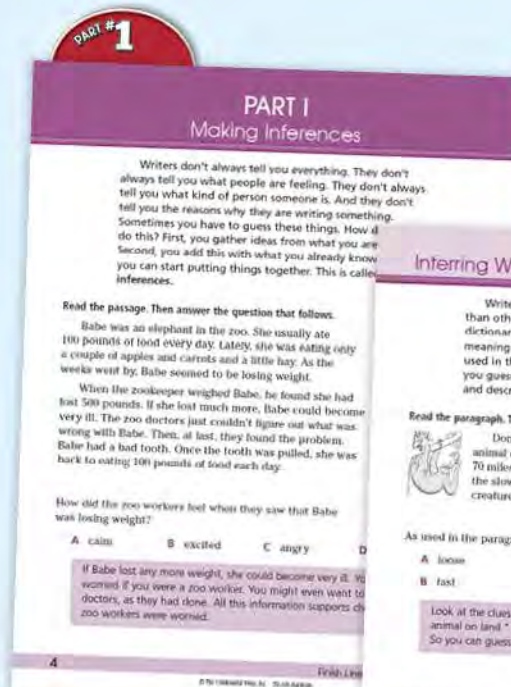 PART #1
PART I
Making Inferences
Writers don't always tell you everything. They don't
always tell you what people are feeling. They don't always
tell you what kind of person someone is. And they don't
tell you the reasons why they are writing something.
Sometimes you have to guess these things. How d
do this? First, you gather ideas from what you are
Second, you add this with what you already know
you can start putting things together. This is called
inferences.
Read the passage. Then answer the question that follows.
Babe was an elephant in the zoo. She usually ate
100 pounds of food every day. Lately, she was eating only
a couple of apples and carrots and a little hay. As the
weeks went by, Babe seemed to be losing weight.
When the zookeeper weighed Babe, he found she had
lost 500 pounds. If she lost much more, Babe could become
very ill. The zoo doctors just couldn't figure out what was
wrong with Babe. Then, at last, they found the problem.
Babe had a bad tooth. Once the tooth was pulled, she was
back to eating 100 pounds of food each day.
How did the zoo workers feel when they saw that Babe
was losing weight?
A calm B excited C angry D
If Babe lost any more weight, she could become very ill. Yo
worried if you were a zoo worker. You might even want to
doctors, as they had done. All this information supports ch
zoo workers were worried.
4
Finish Line
Inferring W
Write
than oth
dictionar
meaning
used in t
you gues
and descr
Read the paragraph. T
Don
animal
70 miles
the slow
creature
As used in the parag
A loose
B fast
Look at the clues
animal on land "
So you can guess